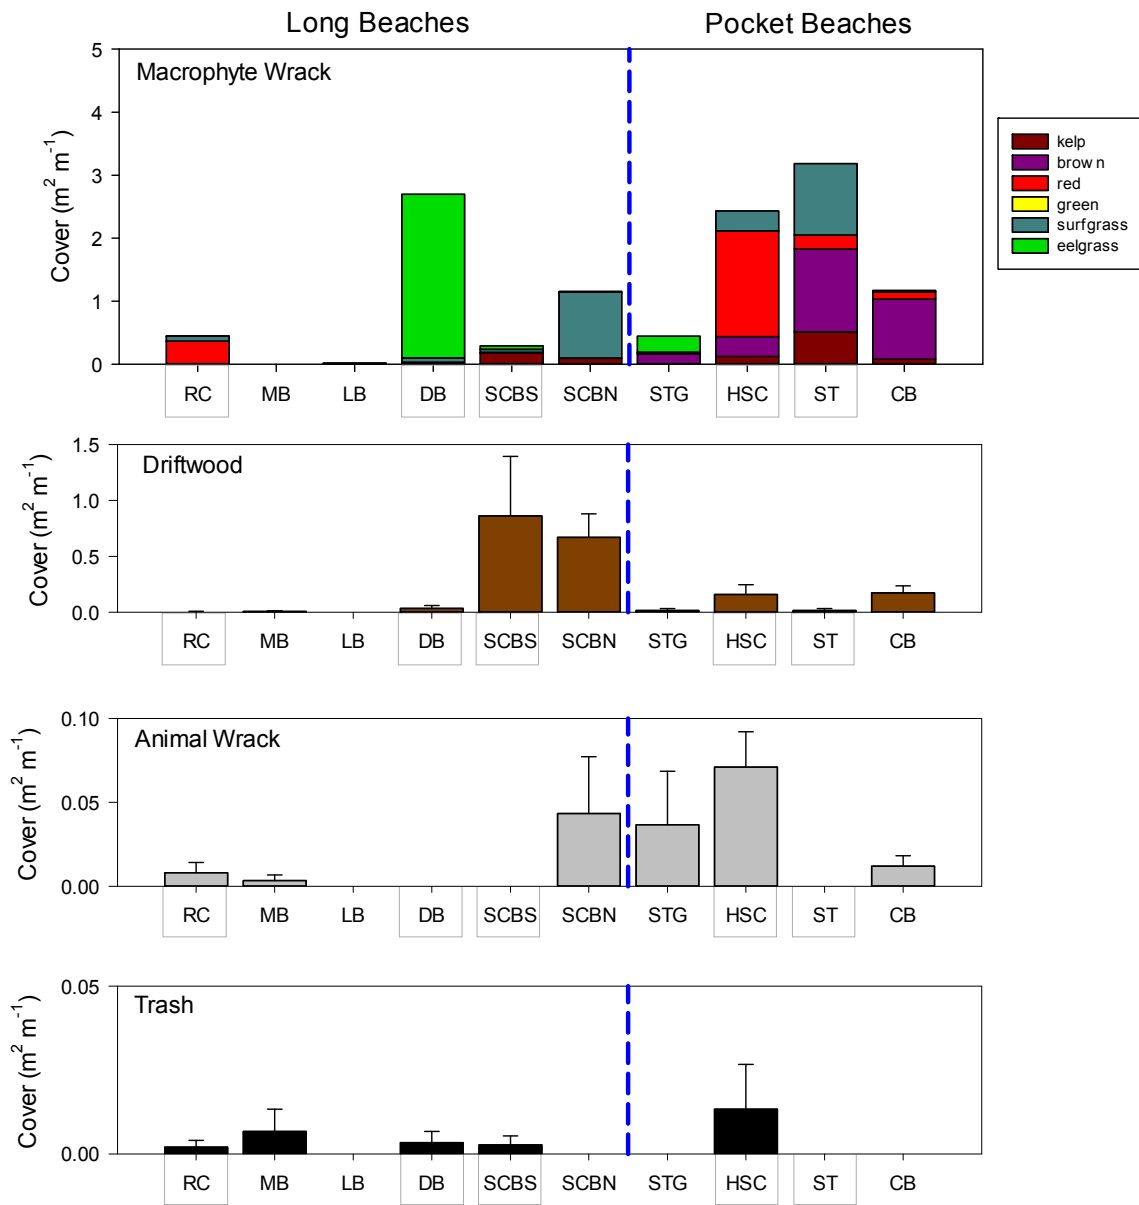 Long Beaches Pocket Beaches
5
Macrophyte Wrack
4
3
2
1
0
Cover (m² m⁻¹)
kelp
brown
red
green
surfgrass
eelgrass
RC MB LB DB SCBS SCBN STG HSC ST CB
1.5
Driftwood
1.0
0.5
0.0
Cover (m² m⁻¹)
RC MB LB DB SCBS SCBN STG HSC ST CB
0.10
Animal Wrack
0.05
0.00
Cover (m² m⁻¹)
RC MB LB DB SCBS SCBN STG HSC ST CB
0.05
Trash
0.00
Cover (m² m⁻¹)
RC MB LB DB SCBS SCBN STG HSC ST CB